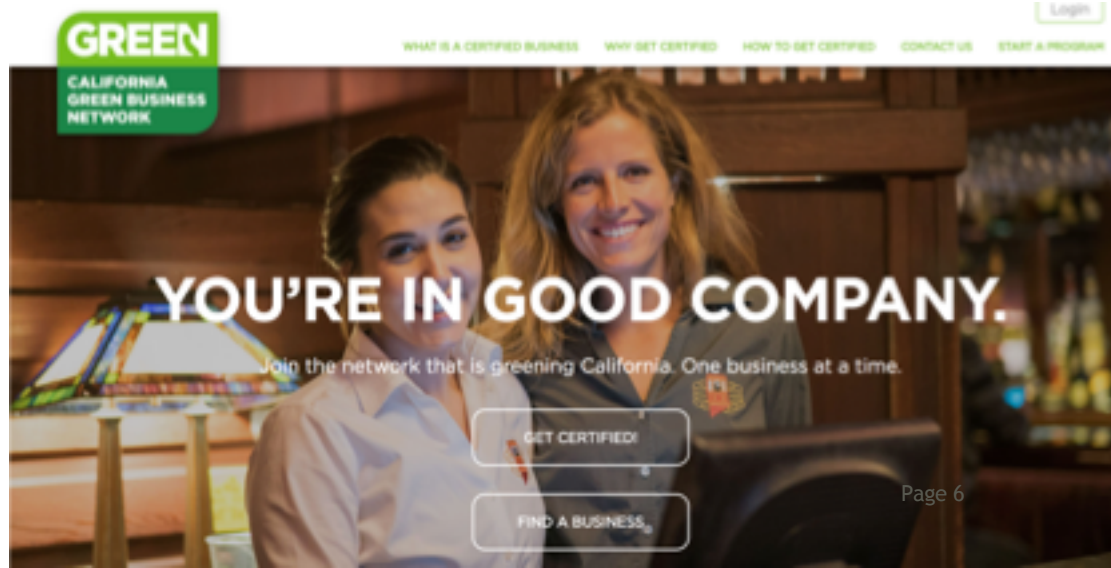 Login
GREEN
CALIFORNIA
GREEN BUSINESS
NETWORK
WHAT IS A CERTIFIED BUSINESS WHY GET CERTIFIED HOW TO GET CERTIFIED CONTACT US START A PROGRAM
YOU'RE IN GOOD COMPANY.
Join the network that is greening California. One business at a time.
GET CERTIFIED!
FIND A BUSINESS
Page 6